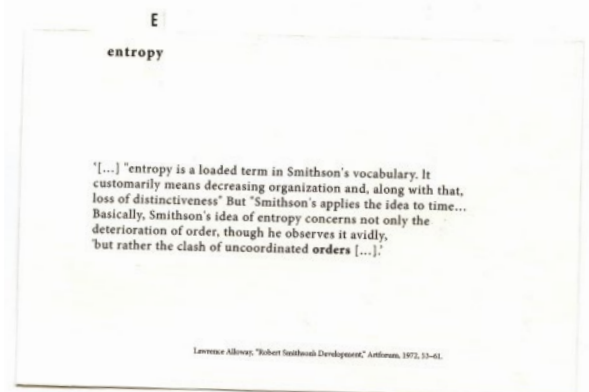 E
entropy
'[...] "entropy is a loaded term in Smithson's vocabulary. It
customarily means decreasing organization and, along with that,
loss of distinctiveness" But "Smithson's applies the idea to time...
Basically, Smithson's idea of entropy concerns not only the
deterioration of order, though he observes it avidly,
'but rather the clash of uncoordinated orders [...].'
Lawrence Alloway, "Robert Smithson's Development," Artforum, 1972, 53–61.